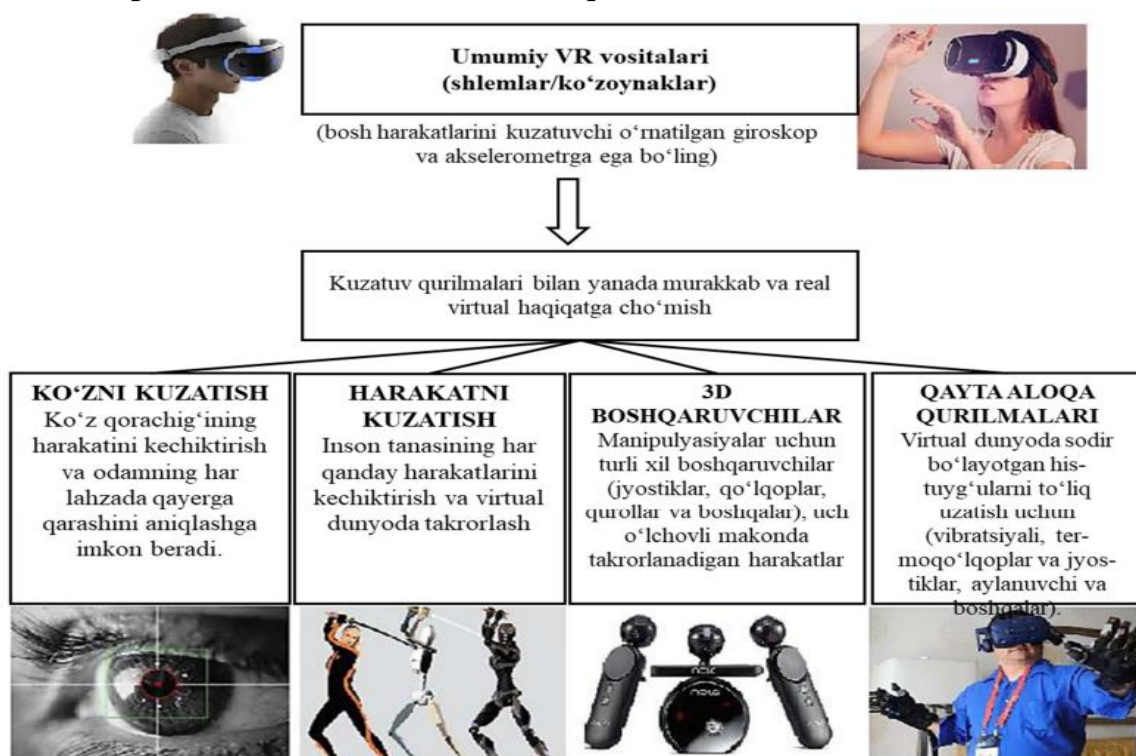 Umumiy VR vositalari
(shlemlar/ko‘zoynaklar)
(bosh harakatlarini kuzatuvchi o‘rnatilgan giroskop
va akselerometrga ega bo‘ling)
Kuzatuv qurilmalari bilan yanada murakkab va real
virtual haqiqatga cho‘mish
KO‘ZNI KUZATISH
Ko‘z qorachig‘ining
harakatini kechiktirish
va odamning har
lahzada qayerga
qarashini aniqlashga
imkon beradi.
HARAKATNI
KUZATISH
Inson tanasining har
qanday harakatlarini
kechiktirish va virtual
dunyoda takrorlash
3D
BOSHQARUVCHILAR
Manipulyasiyalar uchun
turli xil boshqaruvchilar
(jyostiklar, qo‘lqoplar,
qurollar va boshqalar), uch
o‘lchovli makonda
takrorlanadigan harakatlar
QAYTA ALOQA
QURILMALARI
Virtual dunyoda sodir
bo‘layotgan his-
tuyg‘ularni to‘liq
uzatish uchun
(vibratsiyali, ter-
moqo‘lqoplar va jyos-
tiklar, aylanuvchi va
boshqalar).